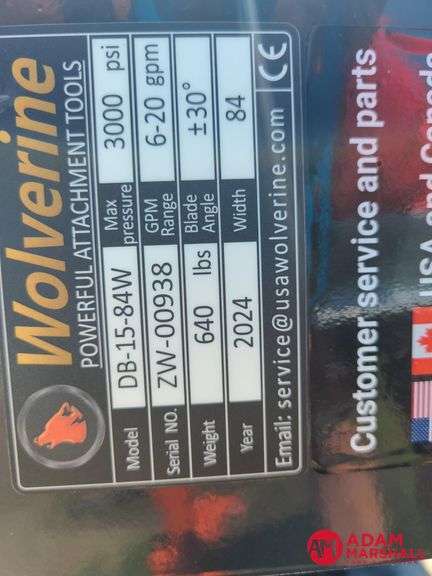 Wolverine
POWERFUL ATTACHMENT TOOLS
Model DB-15-84W Max pressure 3000 psi
Serial NO. ZW-00938 GPM Range 6-20 gpm
Weight 640 lbs Blade Angle ±30°
Year 2024 Width 84
Email: service@usawolverine.com CE
Customer service and parts
USA and Canada
AM ADAM
MARSHALL